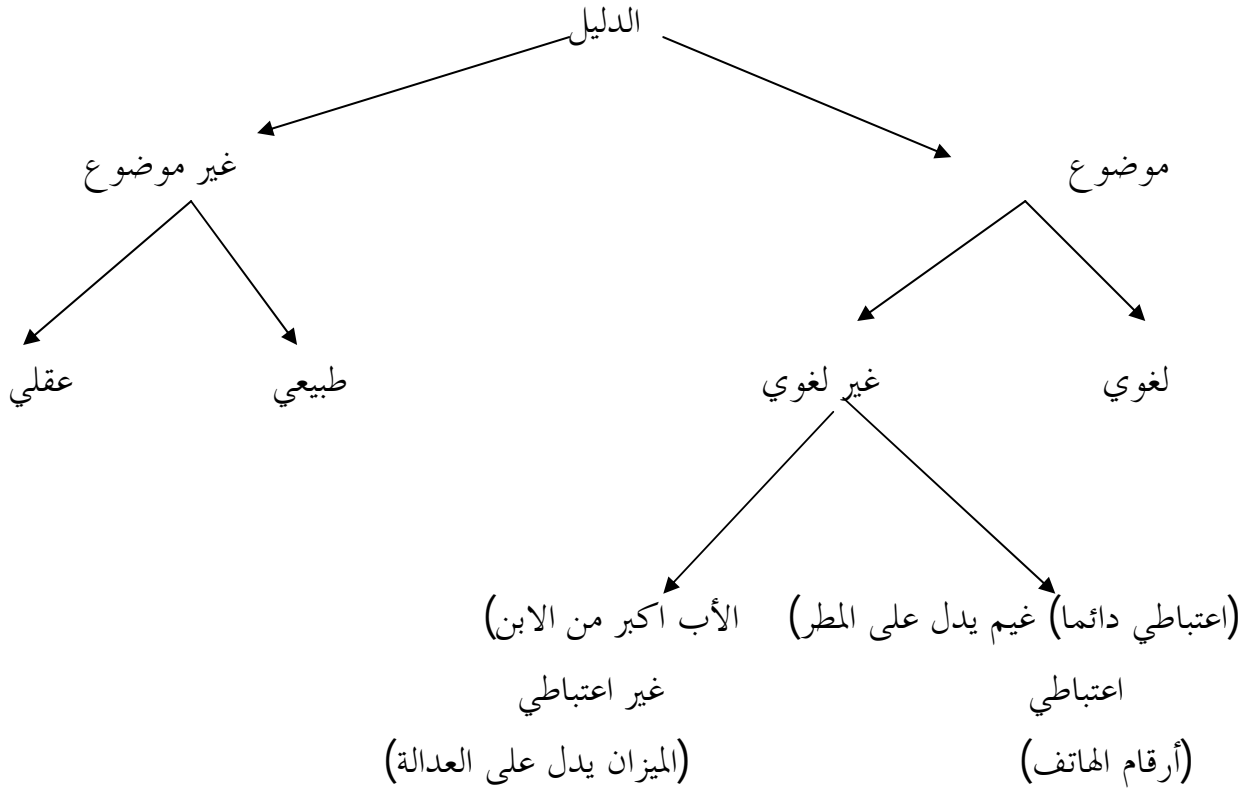 الدليل
موضوع غير موضوع
لغوي غير لغوي طبيعي عقلي
(اعتباطي دائما) غيم يدل على المطر) الأب اكبر من الابن)
اعتباطي غير اعتباطي
(أرقام الهاتف) (الميزان يدل على العدالة)